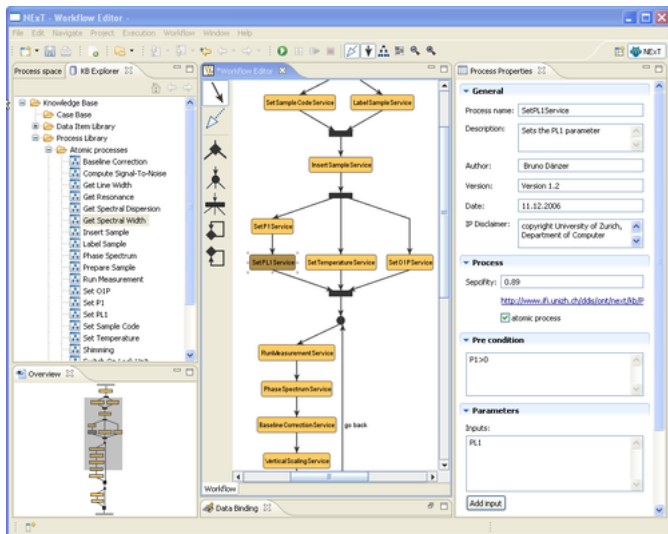 NExT - Workflow Editor -
File Edit Navigate Project Execution Workflow Window Help
NExT
Process space
KB Explorer
Knowledge Base
Case Base
Data Item Library
Process Library
Atomic processes
Baseline Correction
Compute Signal-To-Noise
Get Line Width
Get Resonance
Get Spectral Dispersion
Get Spectral Width
Insert Sample
Label Sample
Phase Spectrum
Prepare Sample
Run Measurement
Set O1P
Set P1
Set PL1
Set Sample Code
Set Temperature
Shimming
Overview
*Workflow Editor
SetSampleCodeService
LabelSampleService
InsertSampleService
SetP1Service
SetPL1Service
SetTemperatureService
SetO1PService
RunMeasurementService
PhaseSpectrumService
BaselineCorrectionService
go back
VerticalScalingService
Workflow
Data Binding
Process Properties
General
Process name: SetPL1Service
Description: Sets the PL1 parameter
Author: Bruno Dänzer
Version: Version 1.2
Date: 11.12.2006
IP Disclaimer: copyright University of Zurich,
Department of Computer
Process
Sepcifity: 0.89
http://www.ifi.unizh.ch/ddis/ont/next/kb/P
atomic process
Pre condition
P1>0
Parameters
Inputs:
PL1
Add input